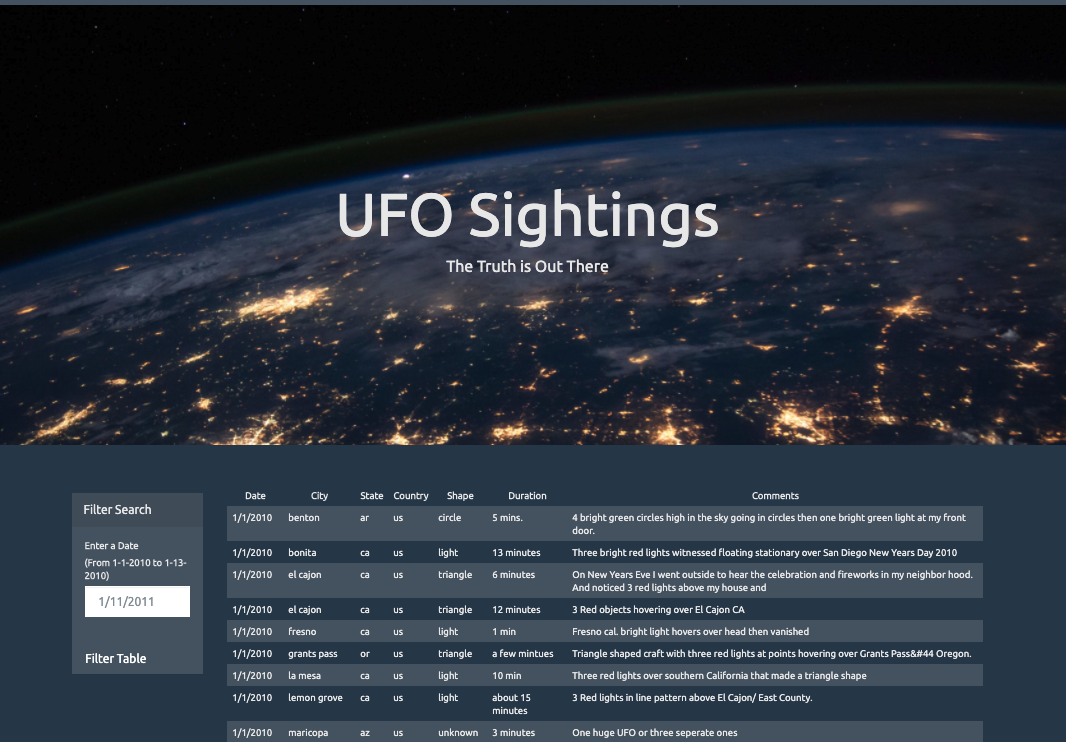 UFO Sightings
The Truth is Out There
Filter Search
Enter a Date
(From 1-1-2010 to 1-13-
2010)
1/11/2011
Filter Table
Date City State Country Shape Duration Comments
1/1/2010 benton ar us circle 5 mins. 4 bright green circles high in the sky going in circles then one bright green light at my front
door.
1/1/2010 bonita ca us light 13 minutes Three bright red lights witnessed floating stationary over San Diego New Years Day 2010
1/1/2010 el cajon ca us triangle 6 minutes On New Years Eve I went outside to hear the celebration and fireworks in my neighbor hood.
And noticed 3 red lights above my house and
1/1/2010 el cajon ca us triangle 12 minutes 3 Red objects hovering over El Cajon CA
1/1/2010 fresno ca us light 1 min Fresno cal. bright light hovers over head then vanished
1/1/2010 grants pass or us triangle a few mintues Triangle shaped craft with three red lights at points hovering over Grants Pass&#44 Oregon.
1/1/2010 la mesa ca us light 10 min Three red lights over southern California that made a triangle shape
1/1/2010 lemon grove ca us light about 15 3 Red lights in line pattern above El Cajon/ East County.
minutes
1/1/2010 maricopa az us unknown 3 minutes One huge UFO or three seperate ones